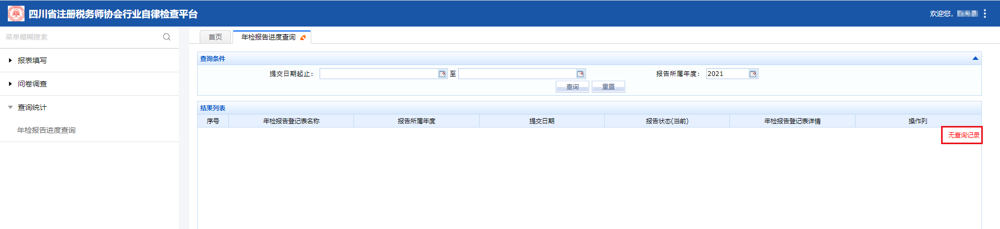 四川省注册税务师协会行业自律检查平台
欢迎您,
菜单模糊搜索
报表填写
问卷调查
查询统计
年检报告进度查询
首页
年检报告进度查询
查询条件
提交日期起止: 至 报告所属年度: 2021
查询 重置
结果列表
序号 年检报告登记表名称 报告所属年度 提交日期 报告状态(当前) 年检报告登记表详情 操作列
无查询记录